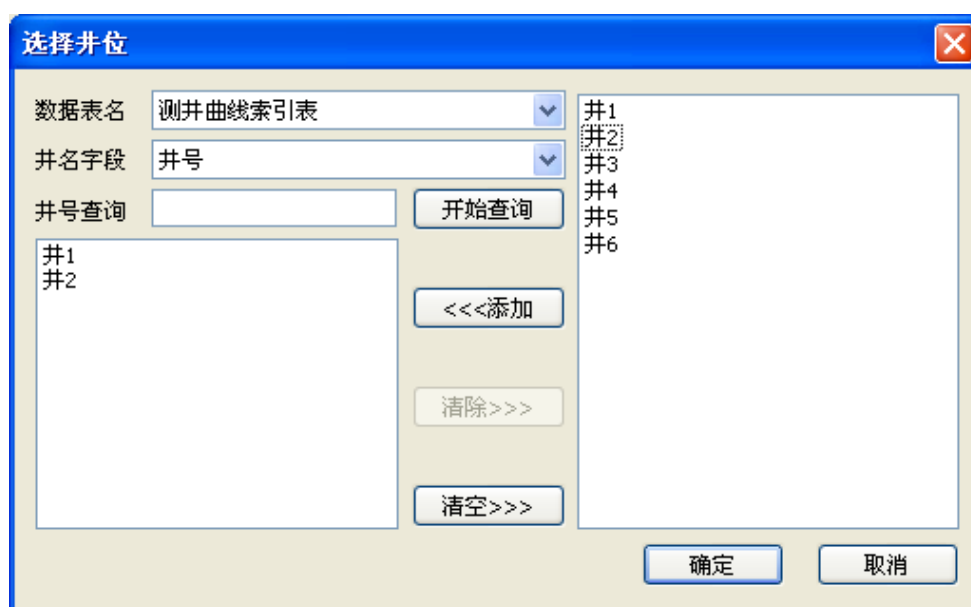 选择井位
数据表名 测井曲线索引表
井名字段 井号
井号查询 开始查询
井1
井2
<<<添加
清除>>>
清空>>>
井1
井2
井3
井4
井5
井6
确定 取消